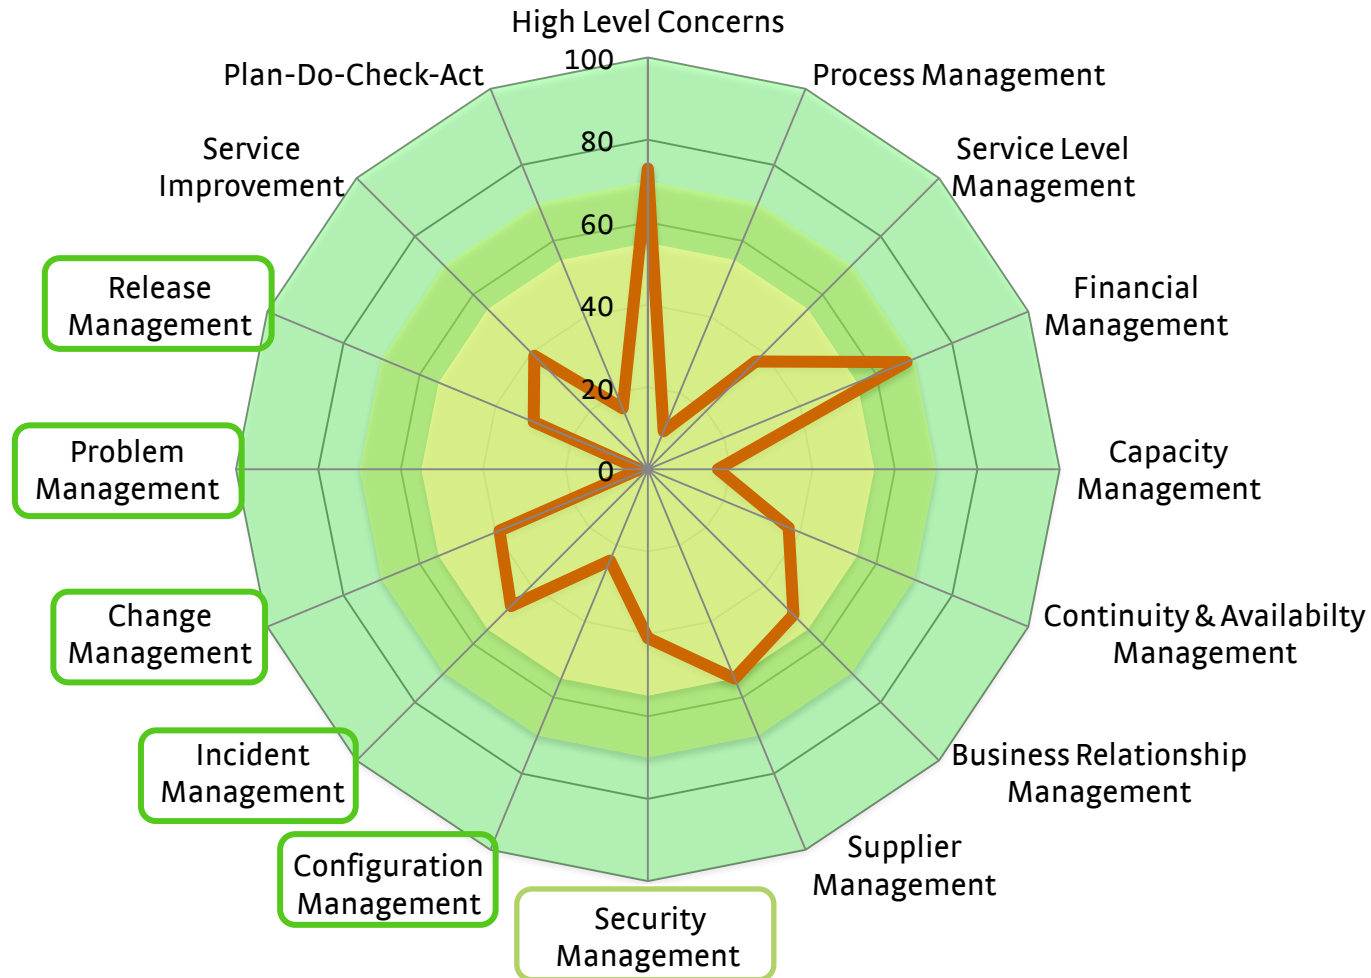 High Level Concerns
Process Management
Service Level
Management
Financial
Management
Capacity
Management
Continuity & Availabilty
Management
Business Relationship
Management
Supplier
Management
Security
Management
Configuration
Management
Incident
Management
Change
Management
Problem
Management
Release
Management
Service
Improvement
Plan-Do-Check-Act
100
80
60
40
20
0